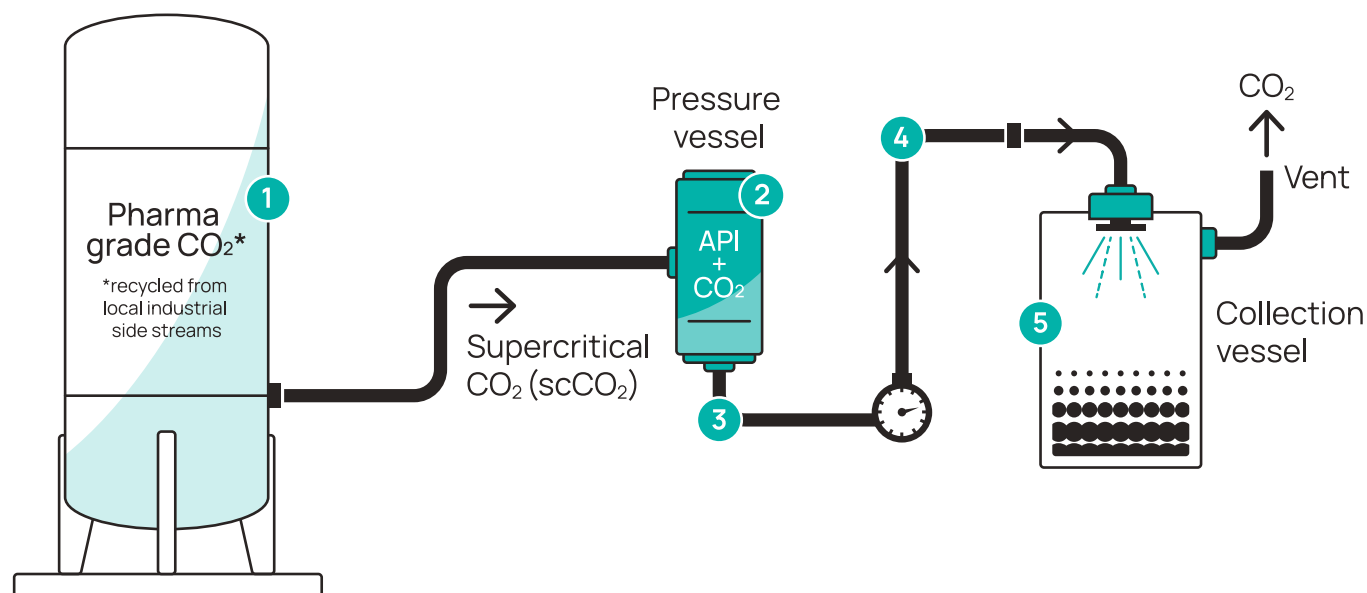 Pharma
grade CO₂*
*recycled from
local industrial
side streams
1
Supercritical
CO₂ (scCO₂)
Pressure
vessel
2
API
+
CO₂
3
4
5
CO₂
Vent
Collection
vessel